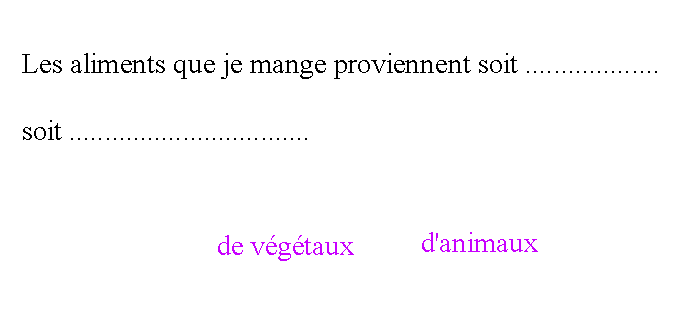 Les aliments que je mange proviennent soit ...................
soit ..................................
de végétaux d'animaux